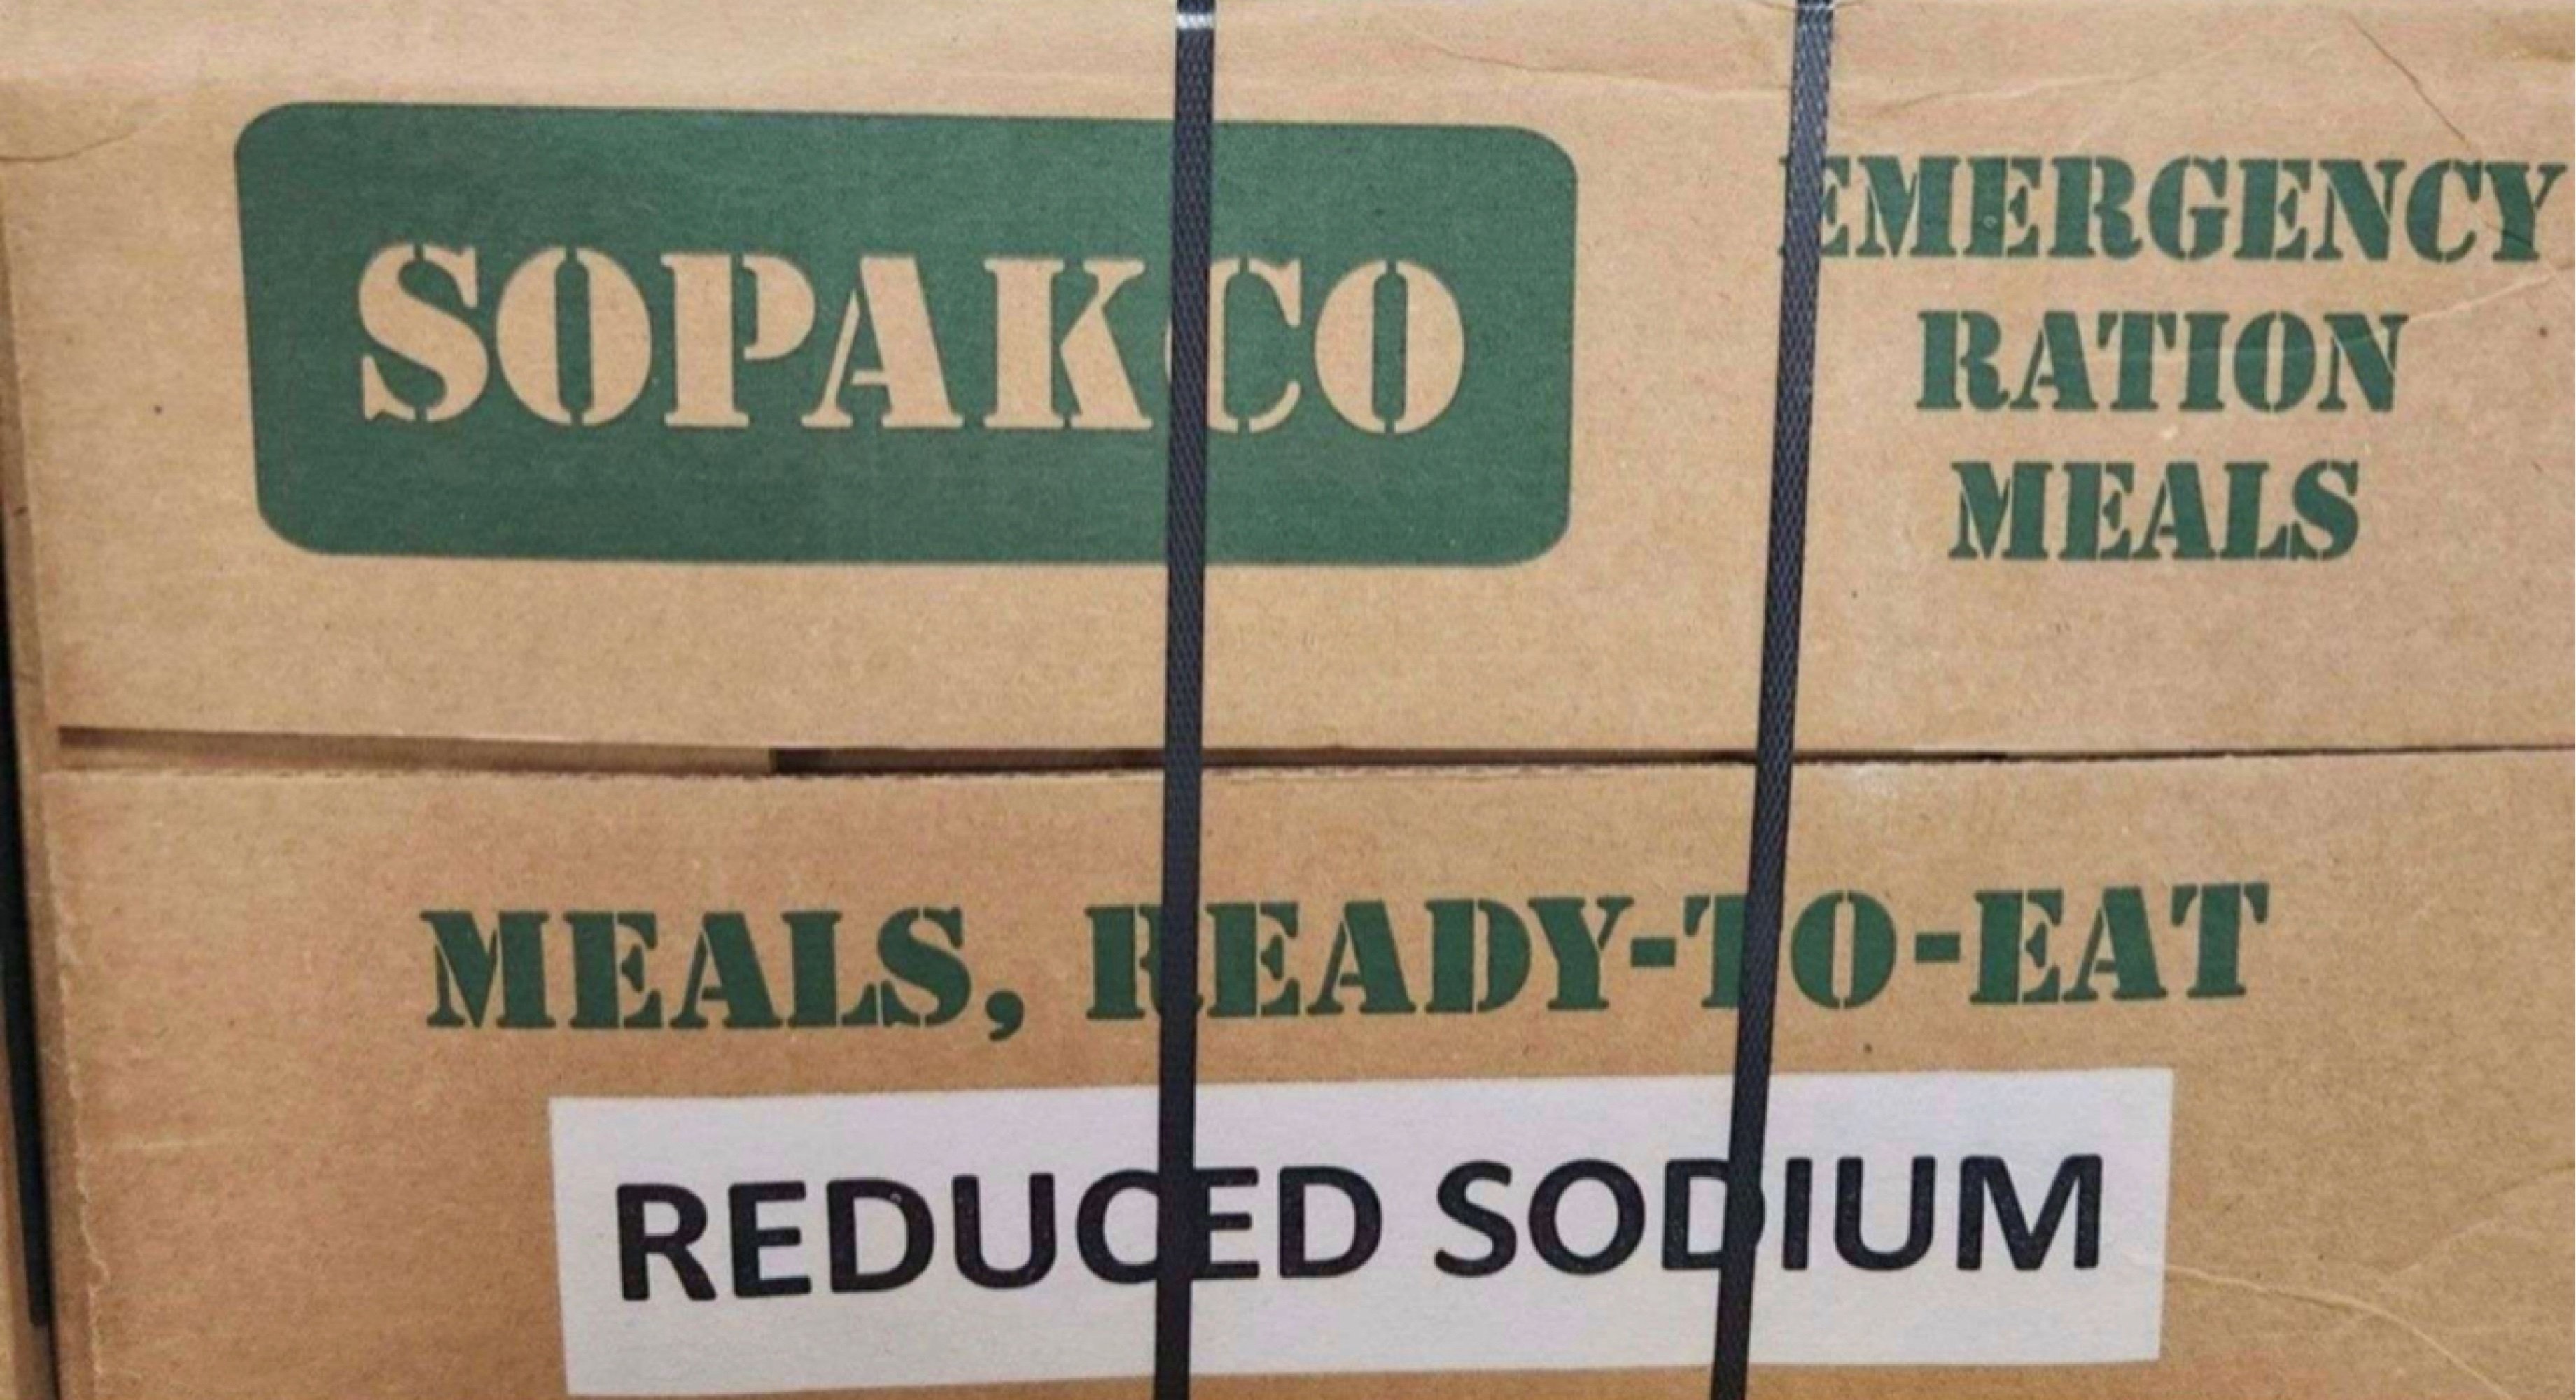 SOPAKCO
EMERGENCY
RATION
MEALS
MEALS, READY-TO-EAT
REDUCED SODIUM